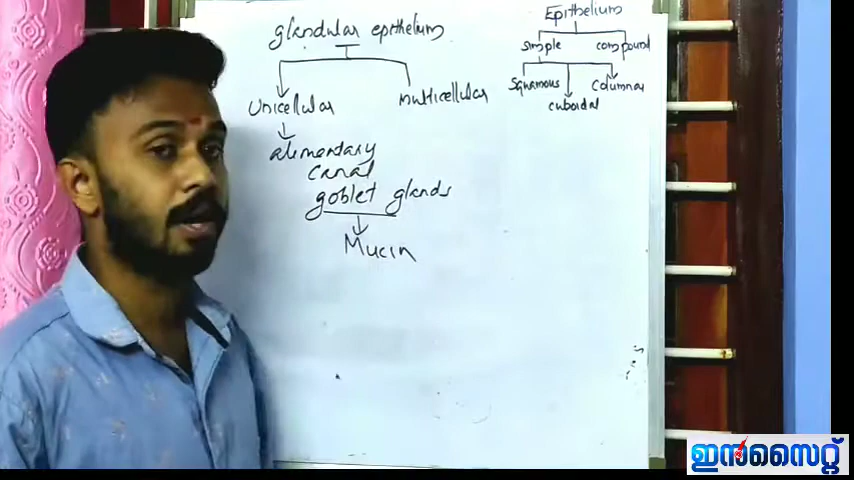 glandular epithelium
unicellular
multicellular
alimentary
canal
goblet glands
Mucin
Epithelium
simple
compound
Squamous
cuboidal
Columnar
ഇൻസൈറ്റ്